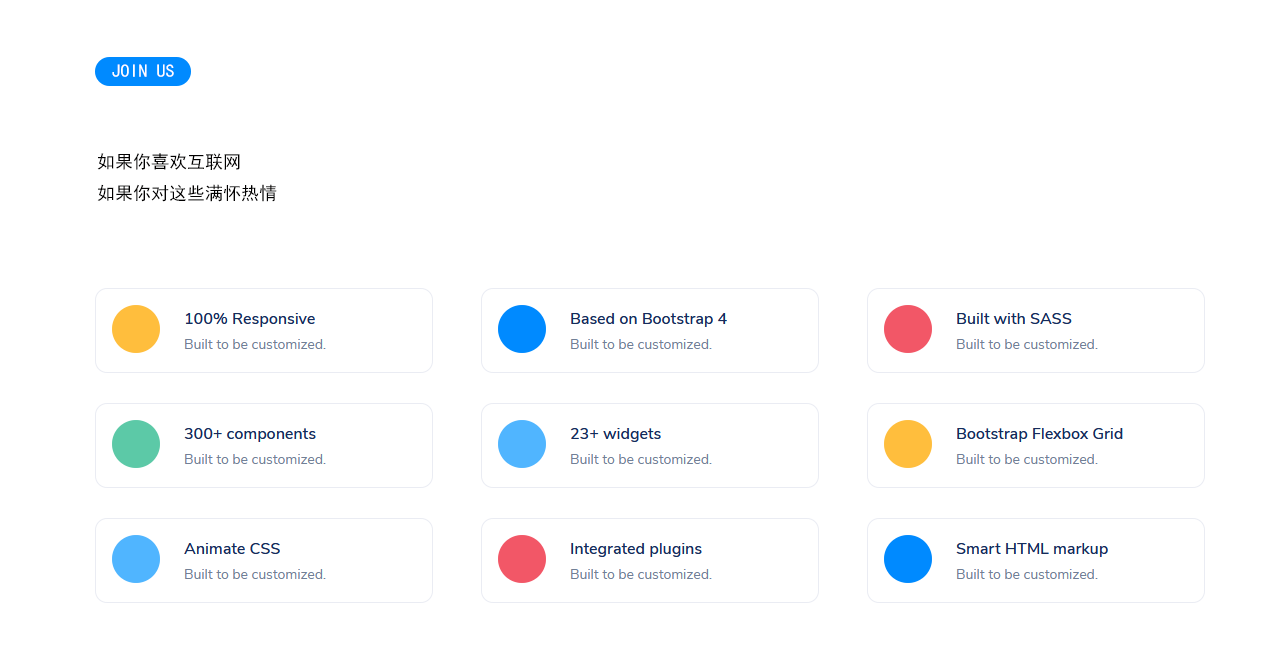 JOIN US
如果你喜欢互联网
如果你对这些满怀热情
100% Responsive
Built to be customized.
Based on Bootstrap 4
Built to be customized.
Built with SASS
Built to be customized.
300+ components
Built to be customized.
23+ widgets
Built to be customized.
Bootstrap Flexbox Grid
Built to be customized.
Animate CSS
Built to be customized.
Integrated plugins
Built to be customized.
Smart HTML markup
Built to be customized.